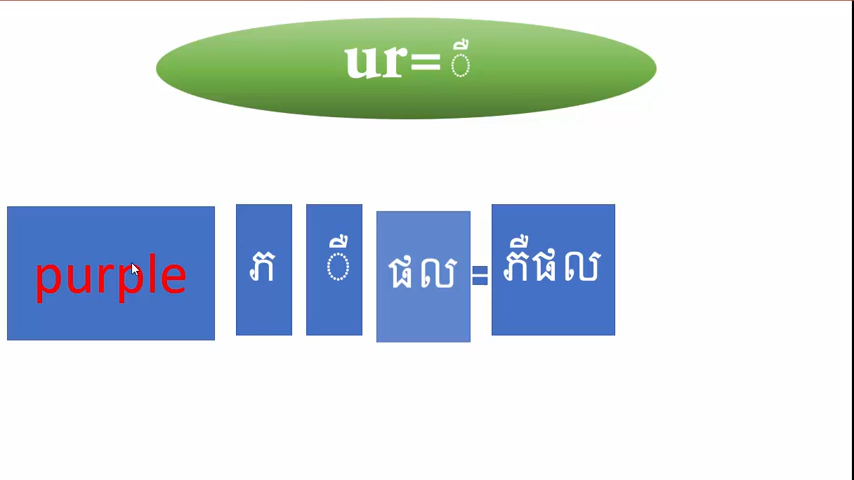 ur= ឺ
purple ភ ឺ ផល = ភឺផល